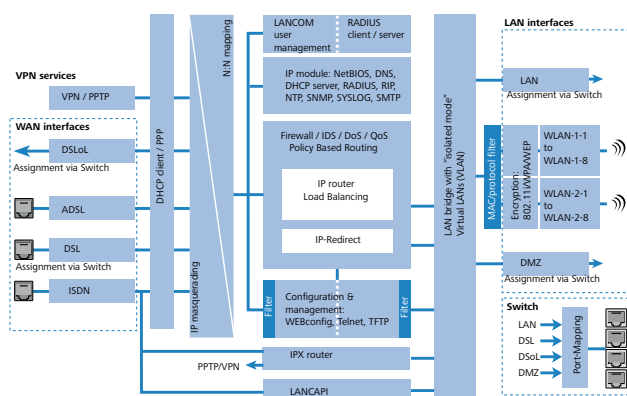 LANCOM
user
management
RADIUS
client / server
LAN interfaces
N:N mapping
IP module: NetBIOS, DNS,
DHCP server, RADIUS, RIP,
NTP, SNMP, SYSLOG, SMTP
LAN
Assignment via Switch
VPN services
VPN / PPTP
WAN interfaces
DSLoL
Assignment via Switch
ADSL
DSL
Assignment via Switch
ISDN
DHCP client / PPP
IP masquerading
Firewall / IDS / DoS / QoS
Policy Based Routing
IP router
Load Balancing
IP-Redirect
LAN bridge with "isolated mode"
Virtual LANs (VLAN)
MAC/protocol filter
Encryption:
802.11i/WPA/WEP
WLAN-1-1
to
WLAN-1-8
WLAN-2-1
to
WLAN-2-8
DMZ
Assignment via Switch
Filter
Configuration &
management:
WEBconfig, Telnet, TFTP
Filter
IPX router
PPTP/VPN
LANCAPI
Switch
LAN
DSL
DSoL
DMZ
Port-Mapping